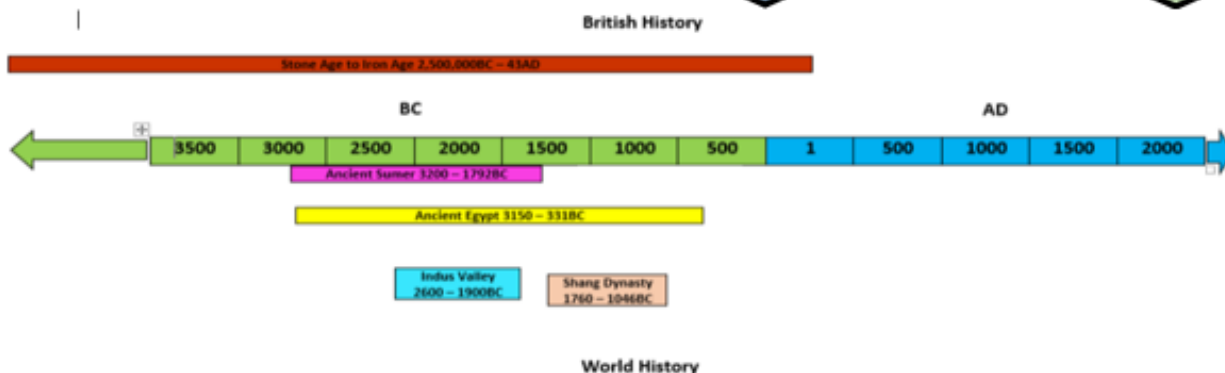 British History
Stone Age to Iron Age 2,500,000BC – 43AD
BC AD
3500 3000 2500 2000 1500 1000 500 1 500 1000 1500 2000
Ancient Sumer 3200 – 1792BC
Ancient Egypt 3150 – 331BC
Indus Valley
2600 – 1900BC
Shang Dynasty
1760 – 1046BC
World History